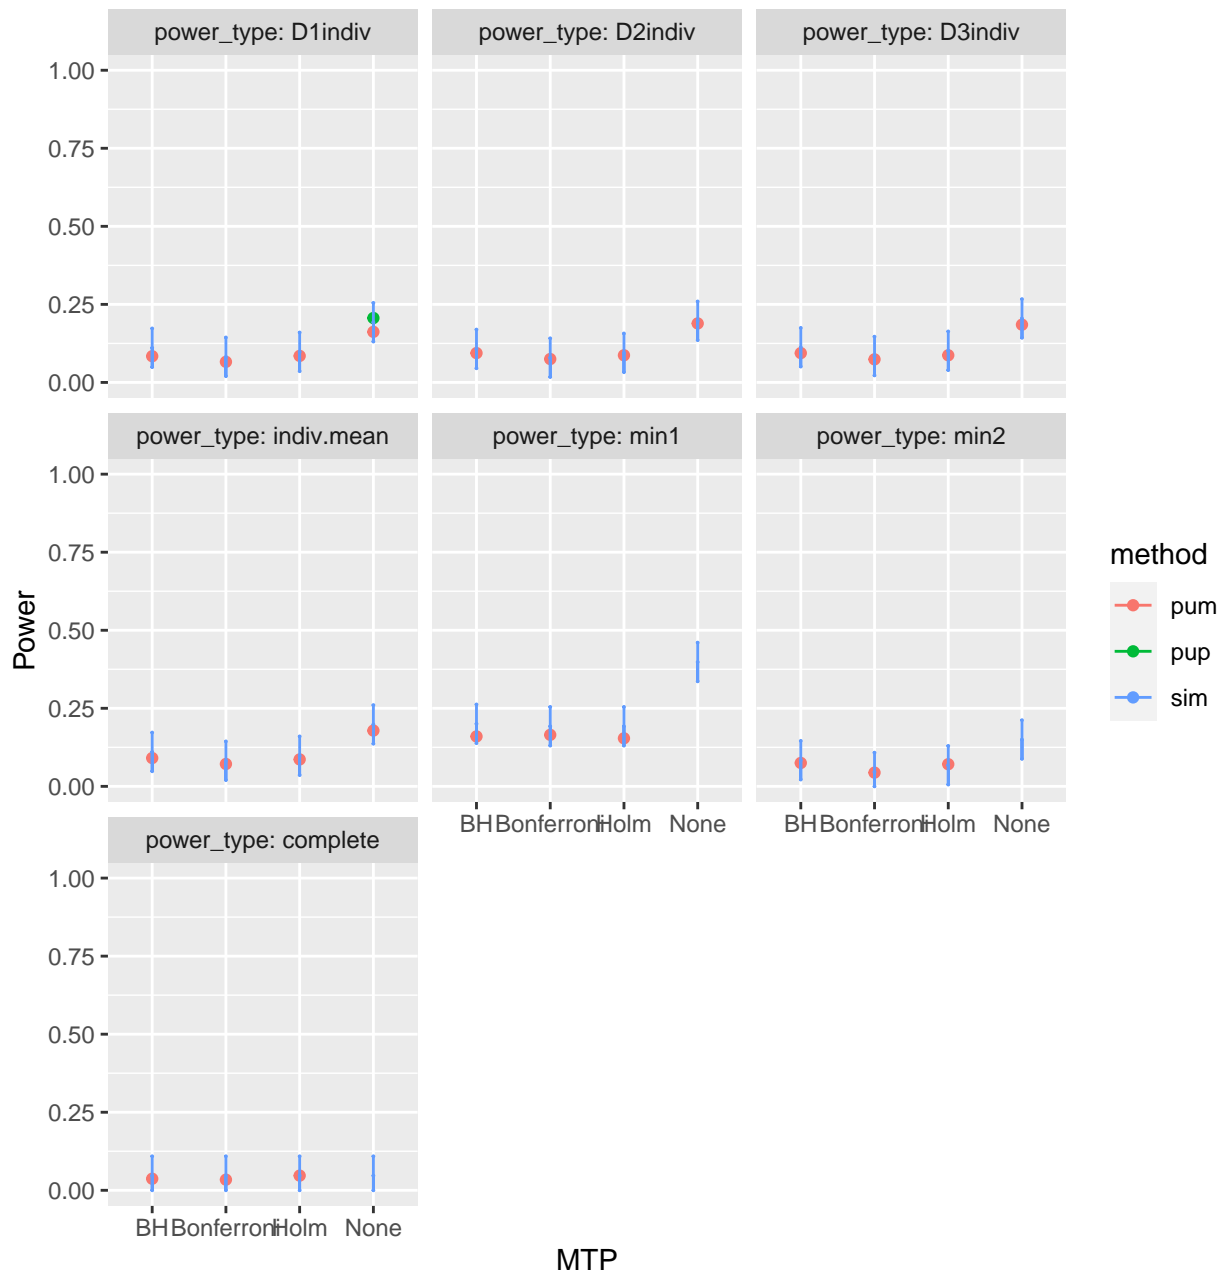 power_type: D1indiv power_type: D2indiv power_type: D3indiv
1.00
0.75
0.50
0.25
0.00
power_type: indiv.mean power_type: min1 power_type: min2
1.00
0.75
0.50
0.25
0.00
BH Bonferroni Holm None BH Bonferroni Holm None
power_type: complete
1.00
0.75
0.50
0.25
0.00
BH Bonferroni Holm None
MTP
Power
method
pum
pup
sim